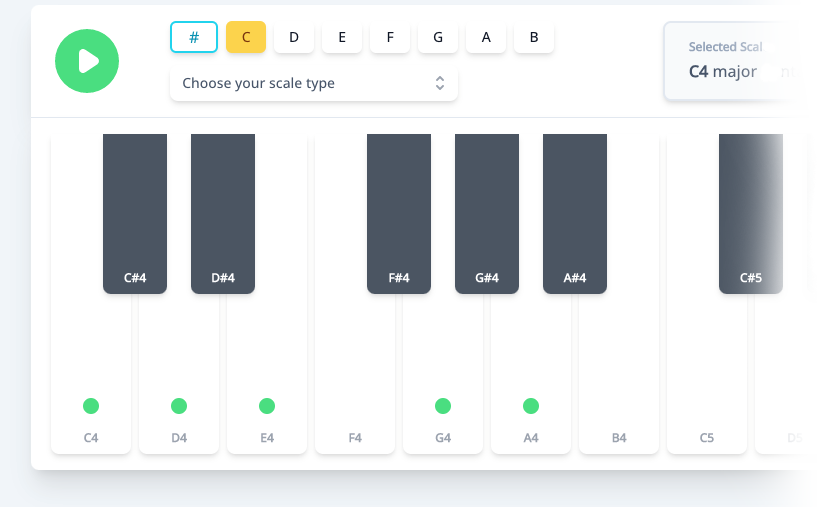 # C D E F G A B
Choose your scale type
Selected Scal
C4 major
C#4 D#4 F#4 G#4 A#4 C#5
C4 D4 E4 F4 G4 A4 B4 C5